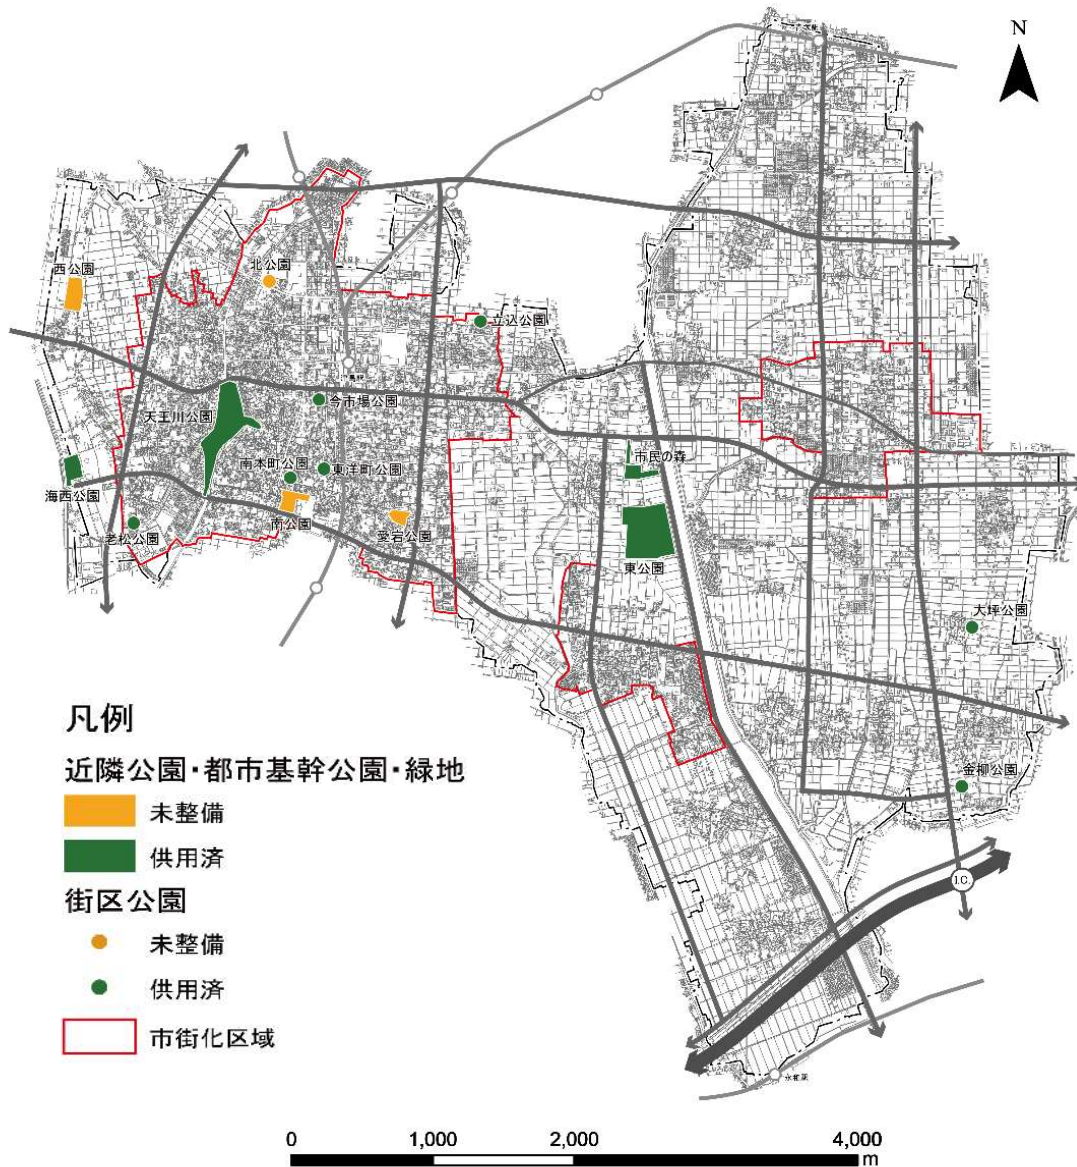 N
西公園
北公園
立込公園
今市場公園
天王川公園
南本町公園
東洋町公園
市民の森
海西公園
老松公園
南公園
愛宕公園
東公園
大坪公園
金柳公園
I.C.
凡例
近隣公園・都市基幹公園・緑地
未整備
供用済
街区公園
未整備
供用済
市街化区域
0 1,000 2,000 4,000
m